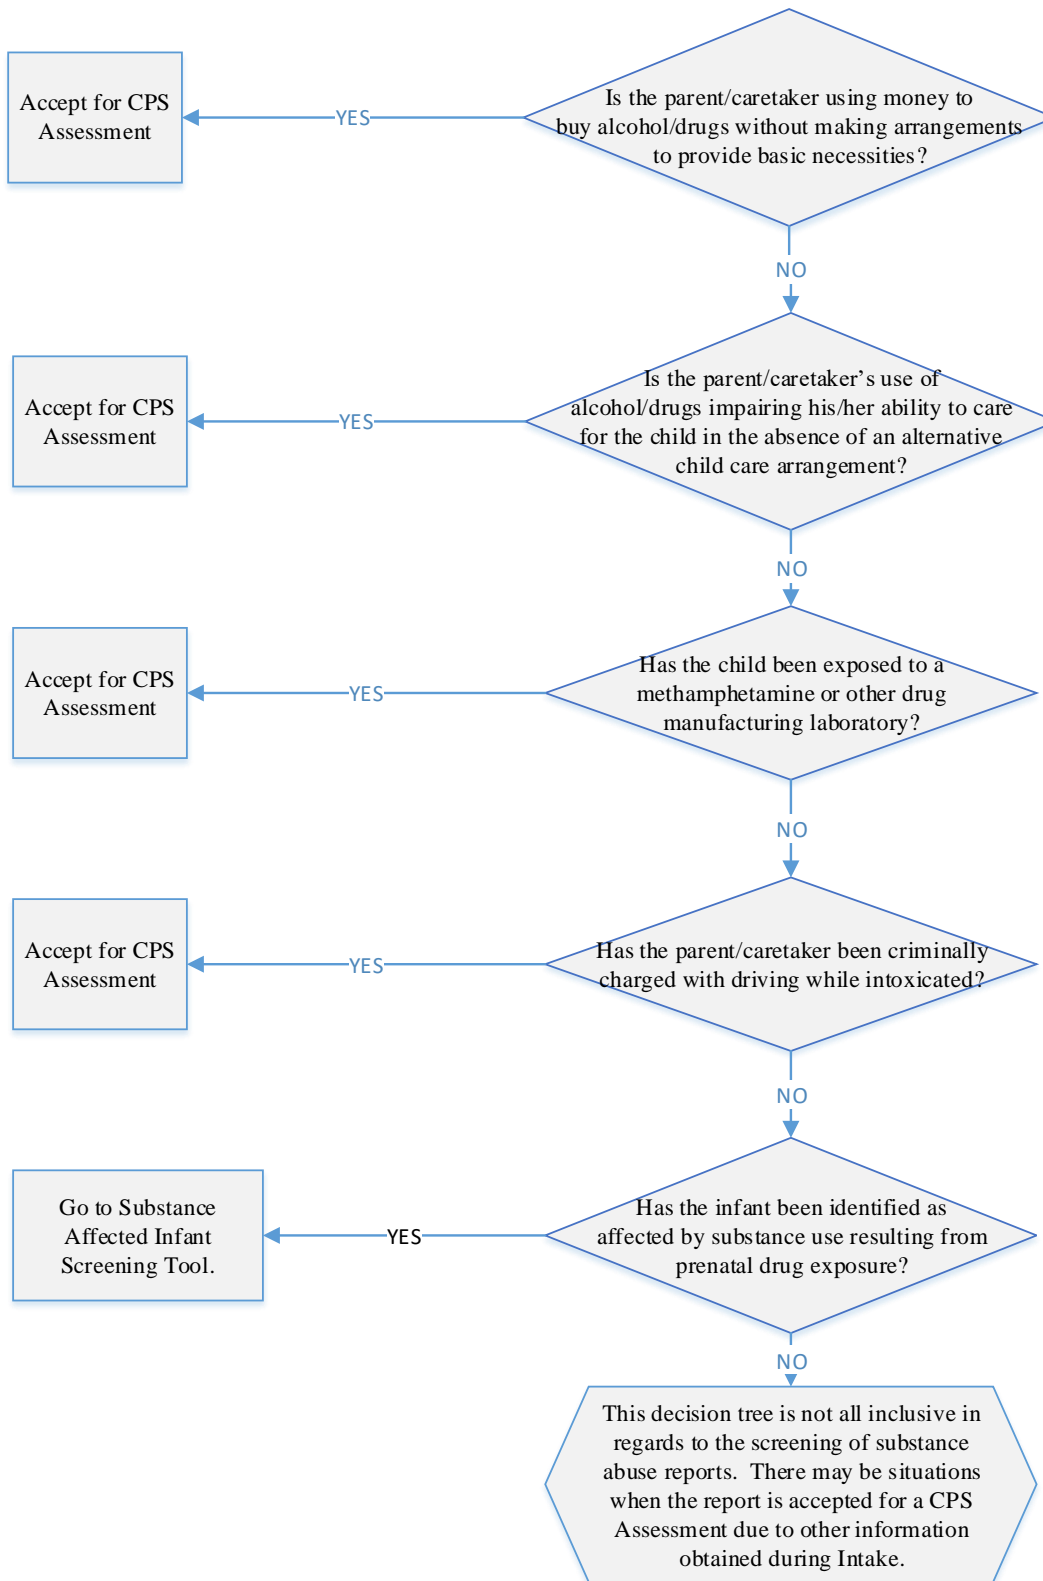 Accept for CPS
Assessment
YES
Is the parent/caretaker using money to
buy alcohol/drugs without making arrangements
to provide basic necessities?
NO
Accept for CPS
Assessment
YES
Is the parent/caretaker’s use of
alcohol/drugs impairing his/her ability to care
for the child in the absence of an alternative
child care arrangement?
NO
Accept for CPS
Assessment
YES
Has the child been exposed to a
methamphetamine or other drug
manufacturing laboratory?
NO
Accept for CPS
Assessment
YES
Has the parent/caretaker been criminally
charged with driving while intoxicated?
NO
Go to Substance
Affected Infant
Screening Tool.
YES
Has the infant been identified as
affected by substance use resulting from
prenatal drug exposure?
NO
This decision tree is not all inclusive in
regards to the screening of substance
abuse reports.  There may be situations
when the report is accepted for a CPS
Assessment due to other information
obtained during Intake.